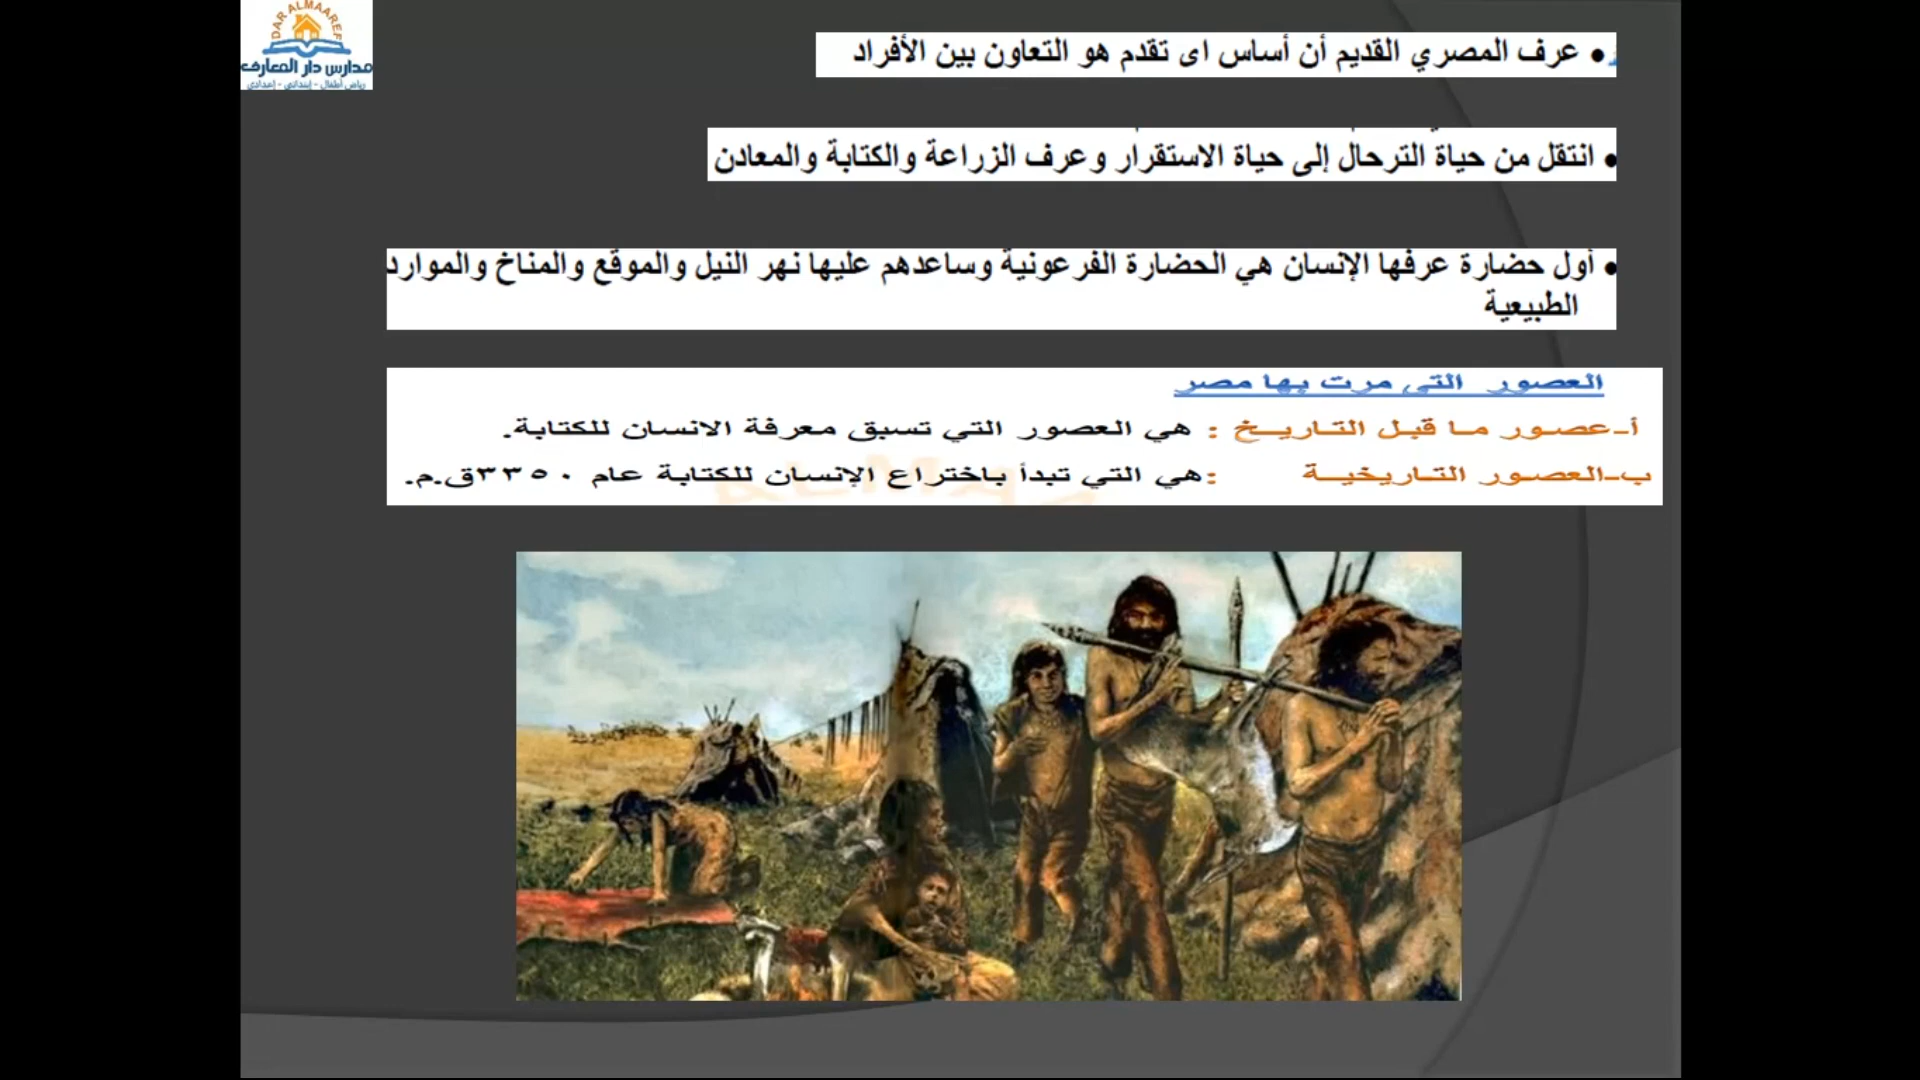 DAR ALMAAREF
مدارس دار المعارف
رياض أطفال - إبتدائي - إعدادى
• عرف المصري القديم أن أساس اى تقدم هو التعاون بين الأفراد
• انتقل من حياة الترحال إلى حياة الاستقرار وعرف الزراعة والكتابة والمعادن
• أول حضارة عرفها الإنسان هي الحضارة الفرعونية وساعدهم عليها نهر النيل والموقع والمناخ والموارد
الطبيعية
العصور التى مرت بها مصر
أ-عصور ما قبل التاريخ : هي العصور التي تسبق معرفة الانسان للكتابة.
ب-العصور التاريخية :هي التي تبدأ باختراع الإنسان للكتابة عام ٣٣٥٠ق.م.